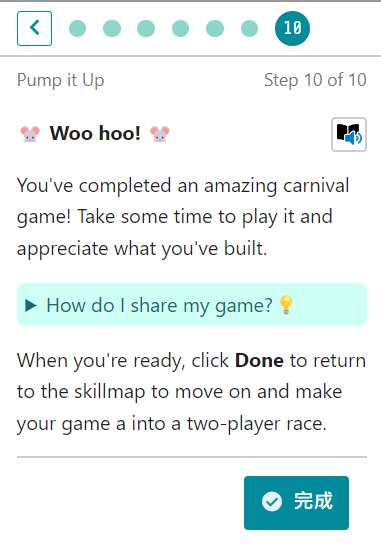 10
Pump it Up
Step 10 of 10
🐭 Woo hoo! 🐭
You've completed an amazing carnival
game! Take some time to play it and
appreciate what you've built.
How do I share my game?💡
When you're ready, click Done to return
to the skillmap to move on and make
your game a into a two-player race.
完成